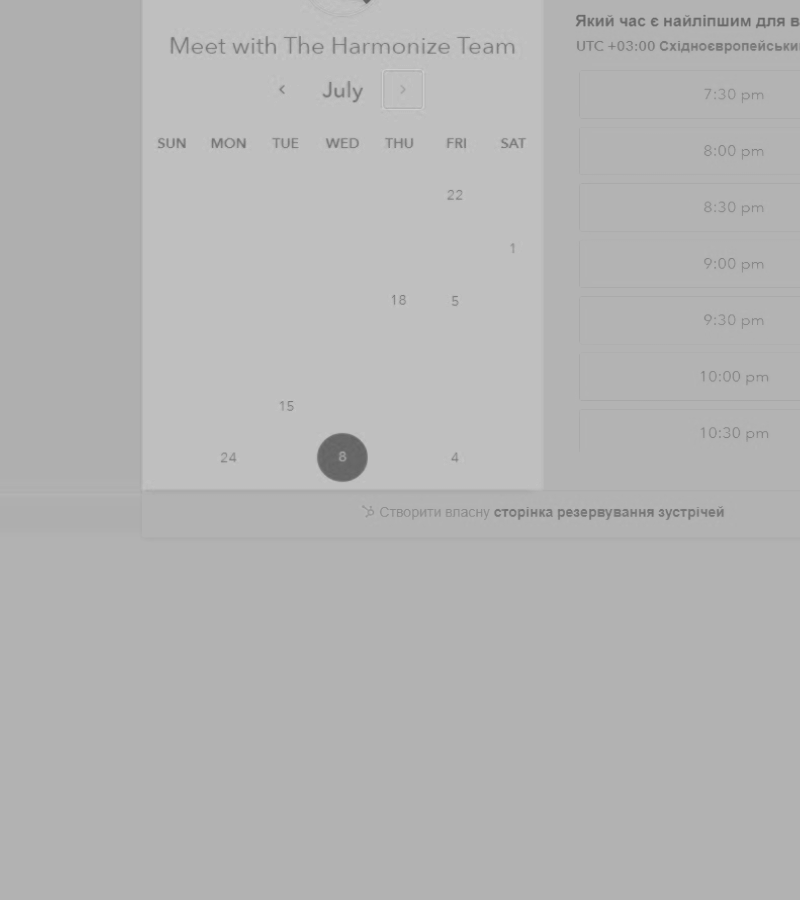 Meet with The Harmonize Team
July
SUN MON TUE WED THU FRI SAT
22
1
18 5
15
24 8 4
Який час є найліпшим для
UTC +03:00
7:30 pm
8:00 pm
8:30 pm
9:00 pm
9:30 pm
10:00 pm
10:30 pm
Створити власну сторінка резервування зустрічей